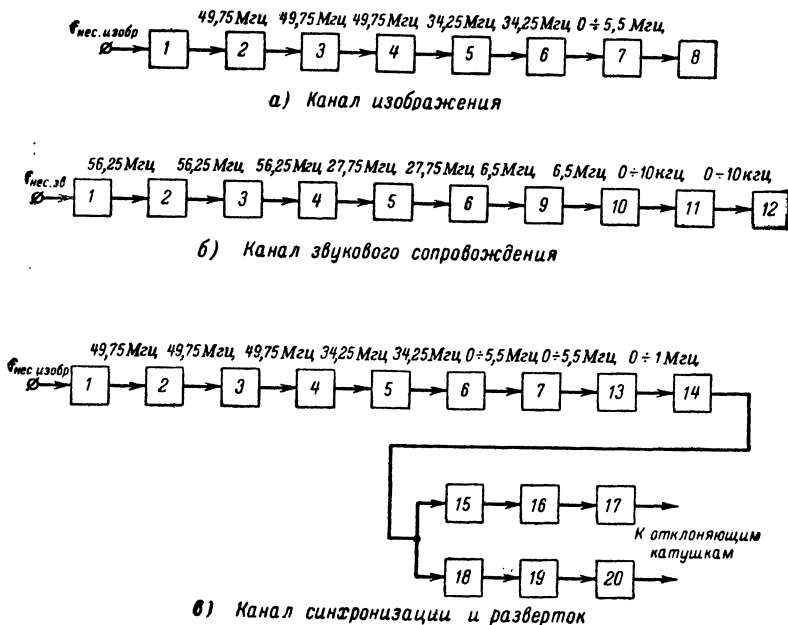 49,75 Мгц 49,75 Мгц 49,75 Мгц 34,25 Мгц 34,25 Мгц 0÷5,5 Мгц
fнес.изобр
1 2 3 4 5 6 7 8
а) Канал изображения
56,25 Мгц 56,25 Мгц 56,25 Мгц 27,75 Мгц 27,75 Мгц 6,5 Мгц 6,5 Мгц 0÷10 кгц 0÷10 кгц
fнес.зв
1 2 3 4 5 6 9 10 11 12
б) Канал звукового сопровождения
49,75 Мгц 49,75 Мгц 49,75 Мгц 34,25 Мгц 34,25 Мгц 0÷5,5 Мгц 0÷5,5 Мгц 0÷1 Мгц
fнес изобр
1 2 3 4 5 6 7 13 14
15 16 17
К отклоняющим
катушкам
18 19 20
в) Канал синхронизации и разверток